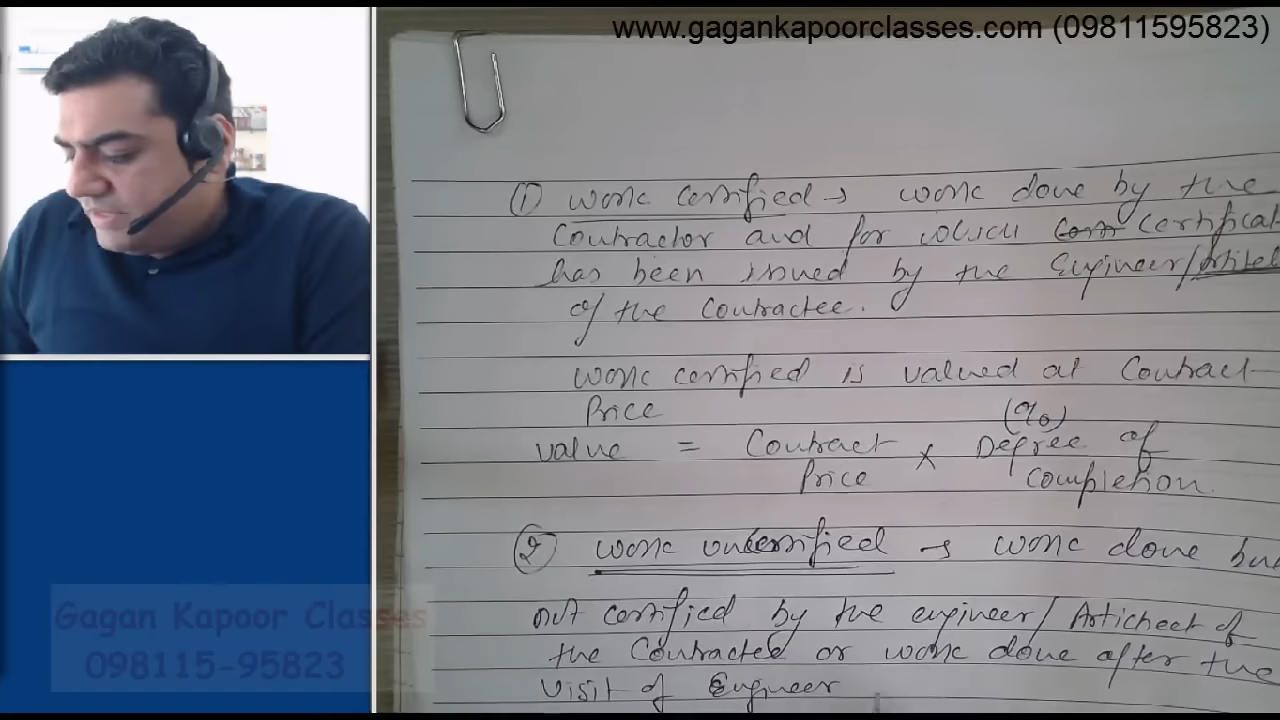 www.gagankapoorclasses.com (09811595823)
① Work certified → Work done by the
Contractor and for which certificat
has been issued by the Engineer/
of the Contractee.
Work certified is valued at Contract
Price
(%)
Value = Contract Price × Degree of Completion.
② Work uncertified → Work done but
not certified by the engineer/Artichect of
the Contractee or Work done after the
visit of Engineer
Gagan Kapoor Classes
098115-95823